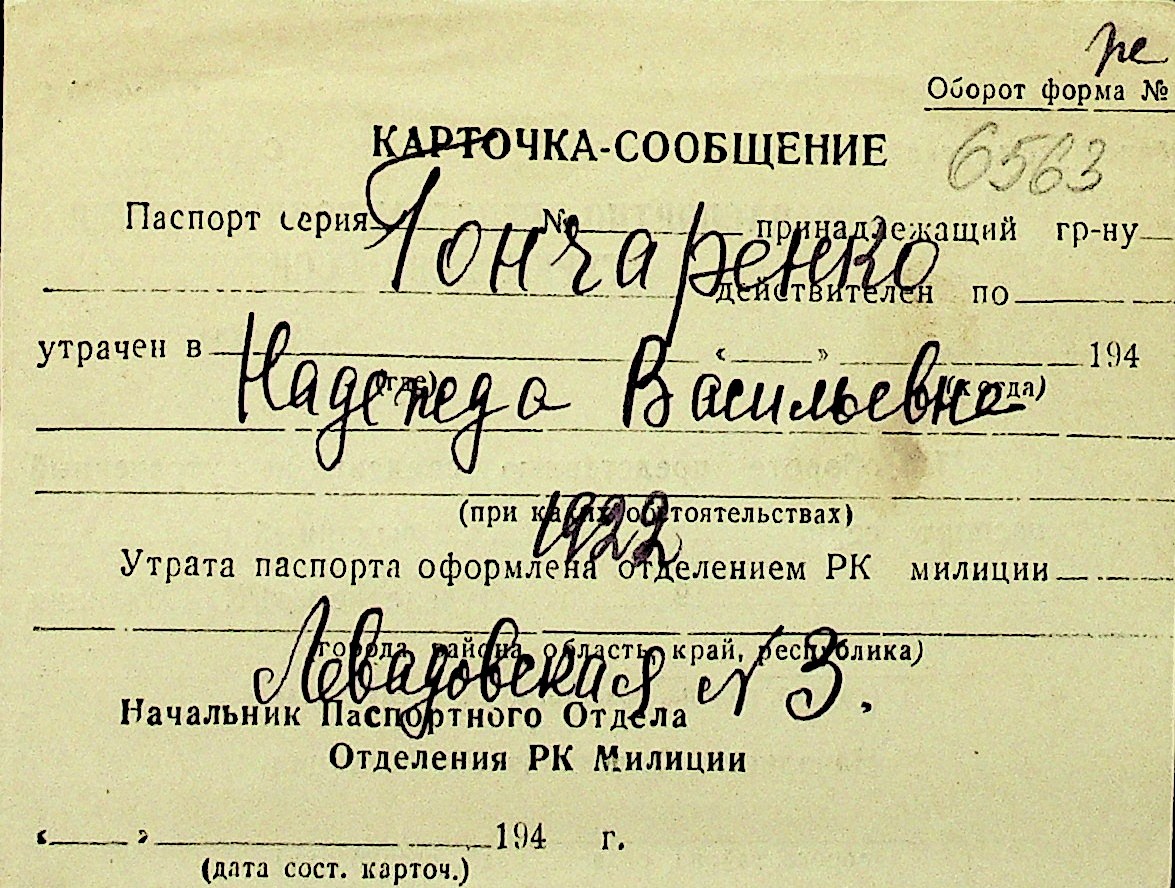 ре
Оборот форма №
КАРТОЧКА-СООБЩЕНИЕ
6563
Паспорт серия № принадлежащий гр-ну
Гончаренко
действителен по
утрачен в « » 194
(где) (когда)
Надежда Васильевна
(при каких обстоятельствах)
1922
Утрата паспорта оформлена отделением РК милиции
(города, района, область, край, республика)
Левадовская № 3.
Начальник Паспортного Отдела
Отделения РК Милиции
« » 194 г.
(дата сост. карточ.)